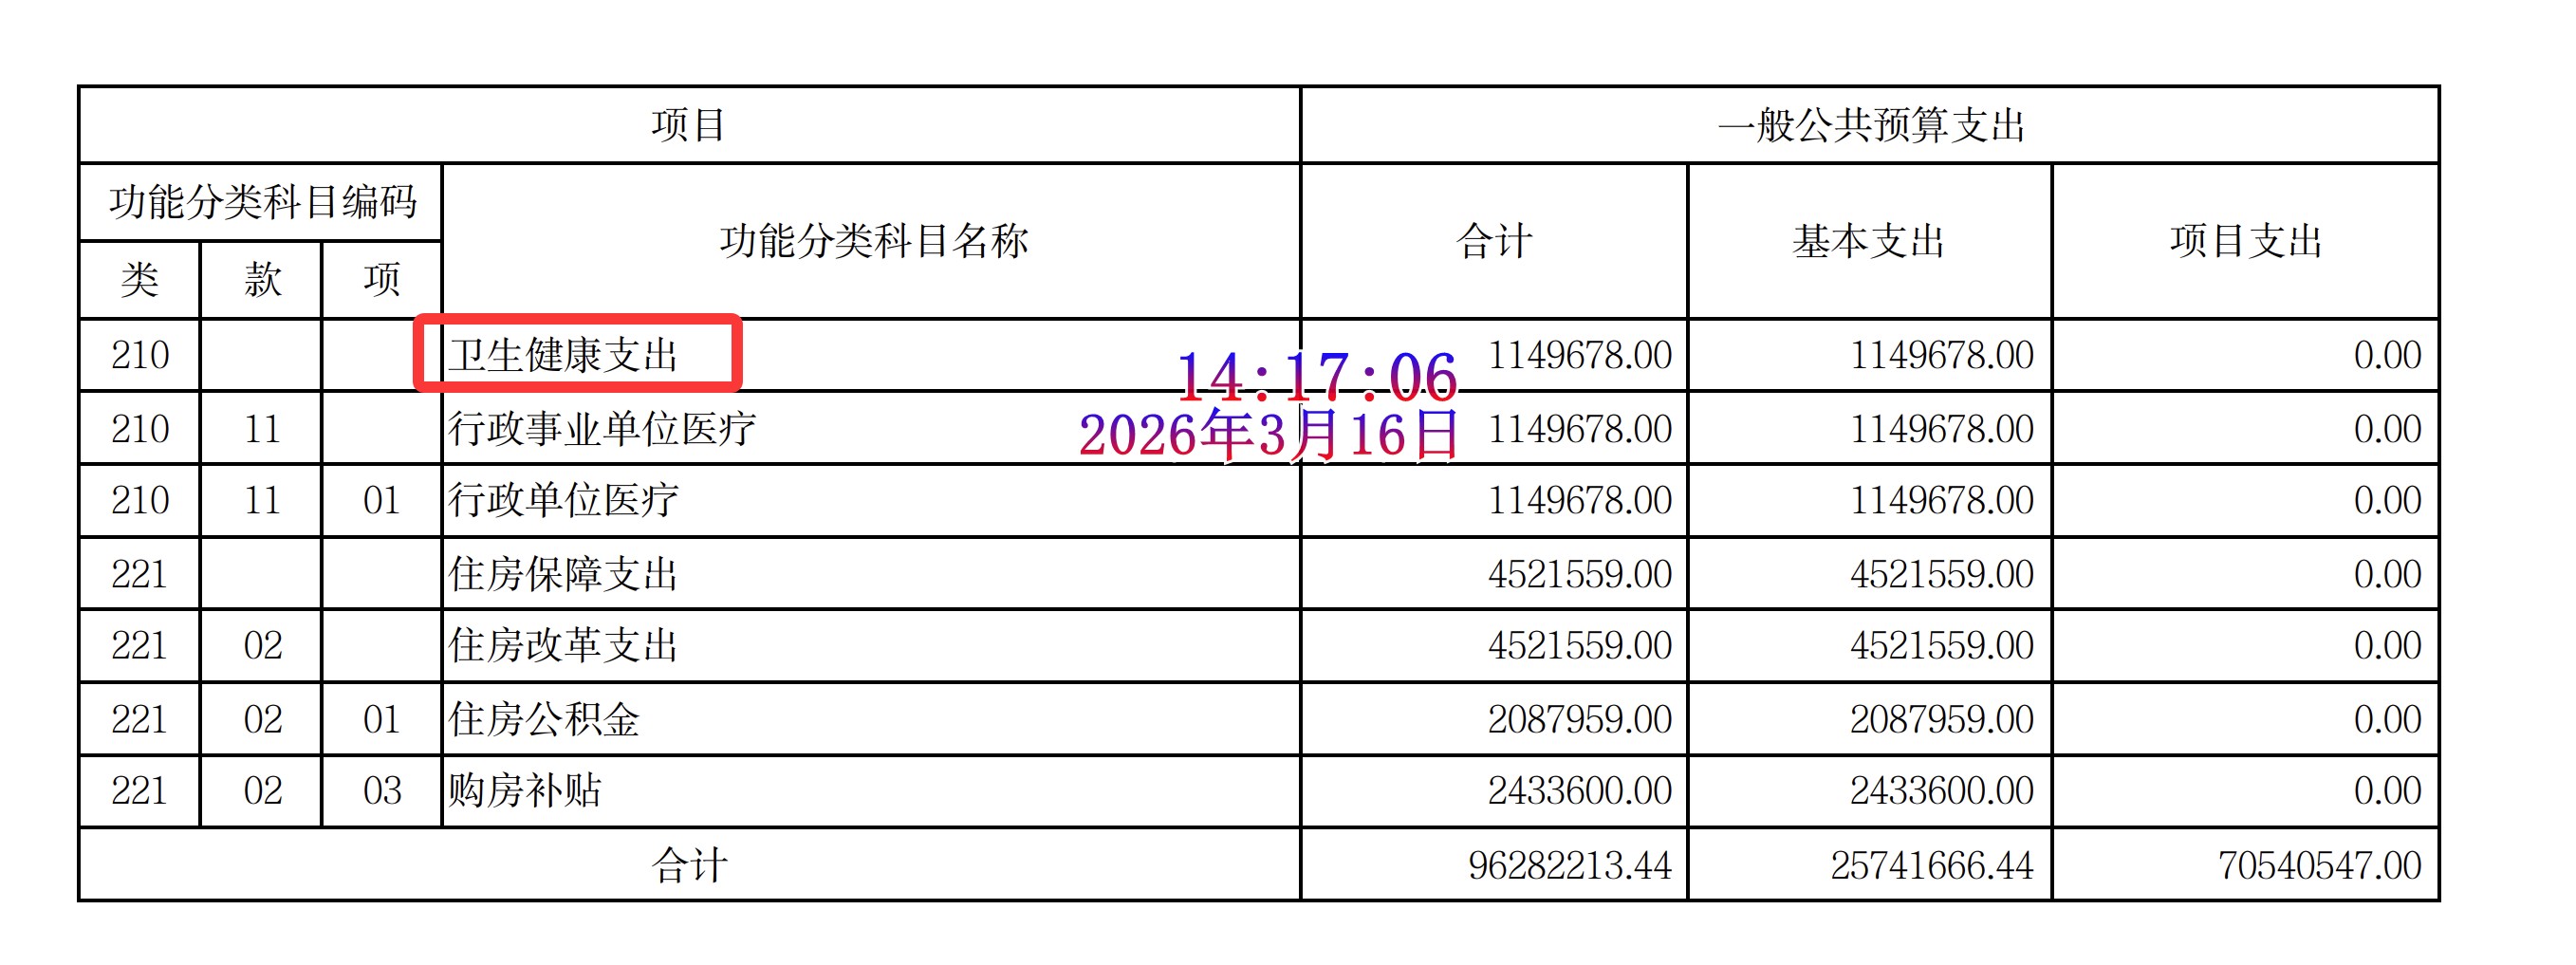 项目 一般公共预算支出
功能分类科目编码 功能分类科目名称 合计 基本支出 项目支出
类 款 项
210 卫生健康支出 1149678.00 1149678.00 0.00
14:17:06
210 11 行政事业单位医疗 1149678.00 1149678.00 0.00
2026年3月16日
210 11 01 行政单位医疗 1149678.00 1149678.00 0.00
221 住房保障支出 4521559.00 4521559.00 0.00
221 02 住房改革支出 4521559.00 4521559.00 0.00
221 02 01 住房公积金 2087959.00 2087959.00 0.00
221 02 03 购房补贴 2433600.00 2433600.00 0.00
合计 96282213.44 25741666.44 70540547.00